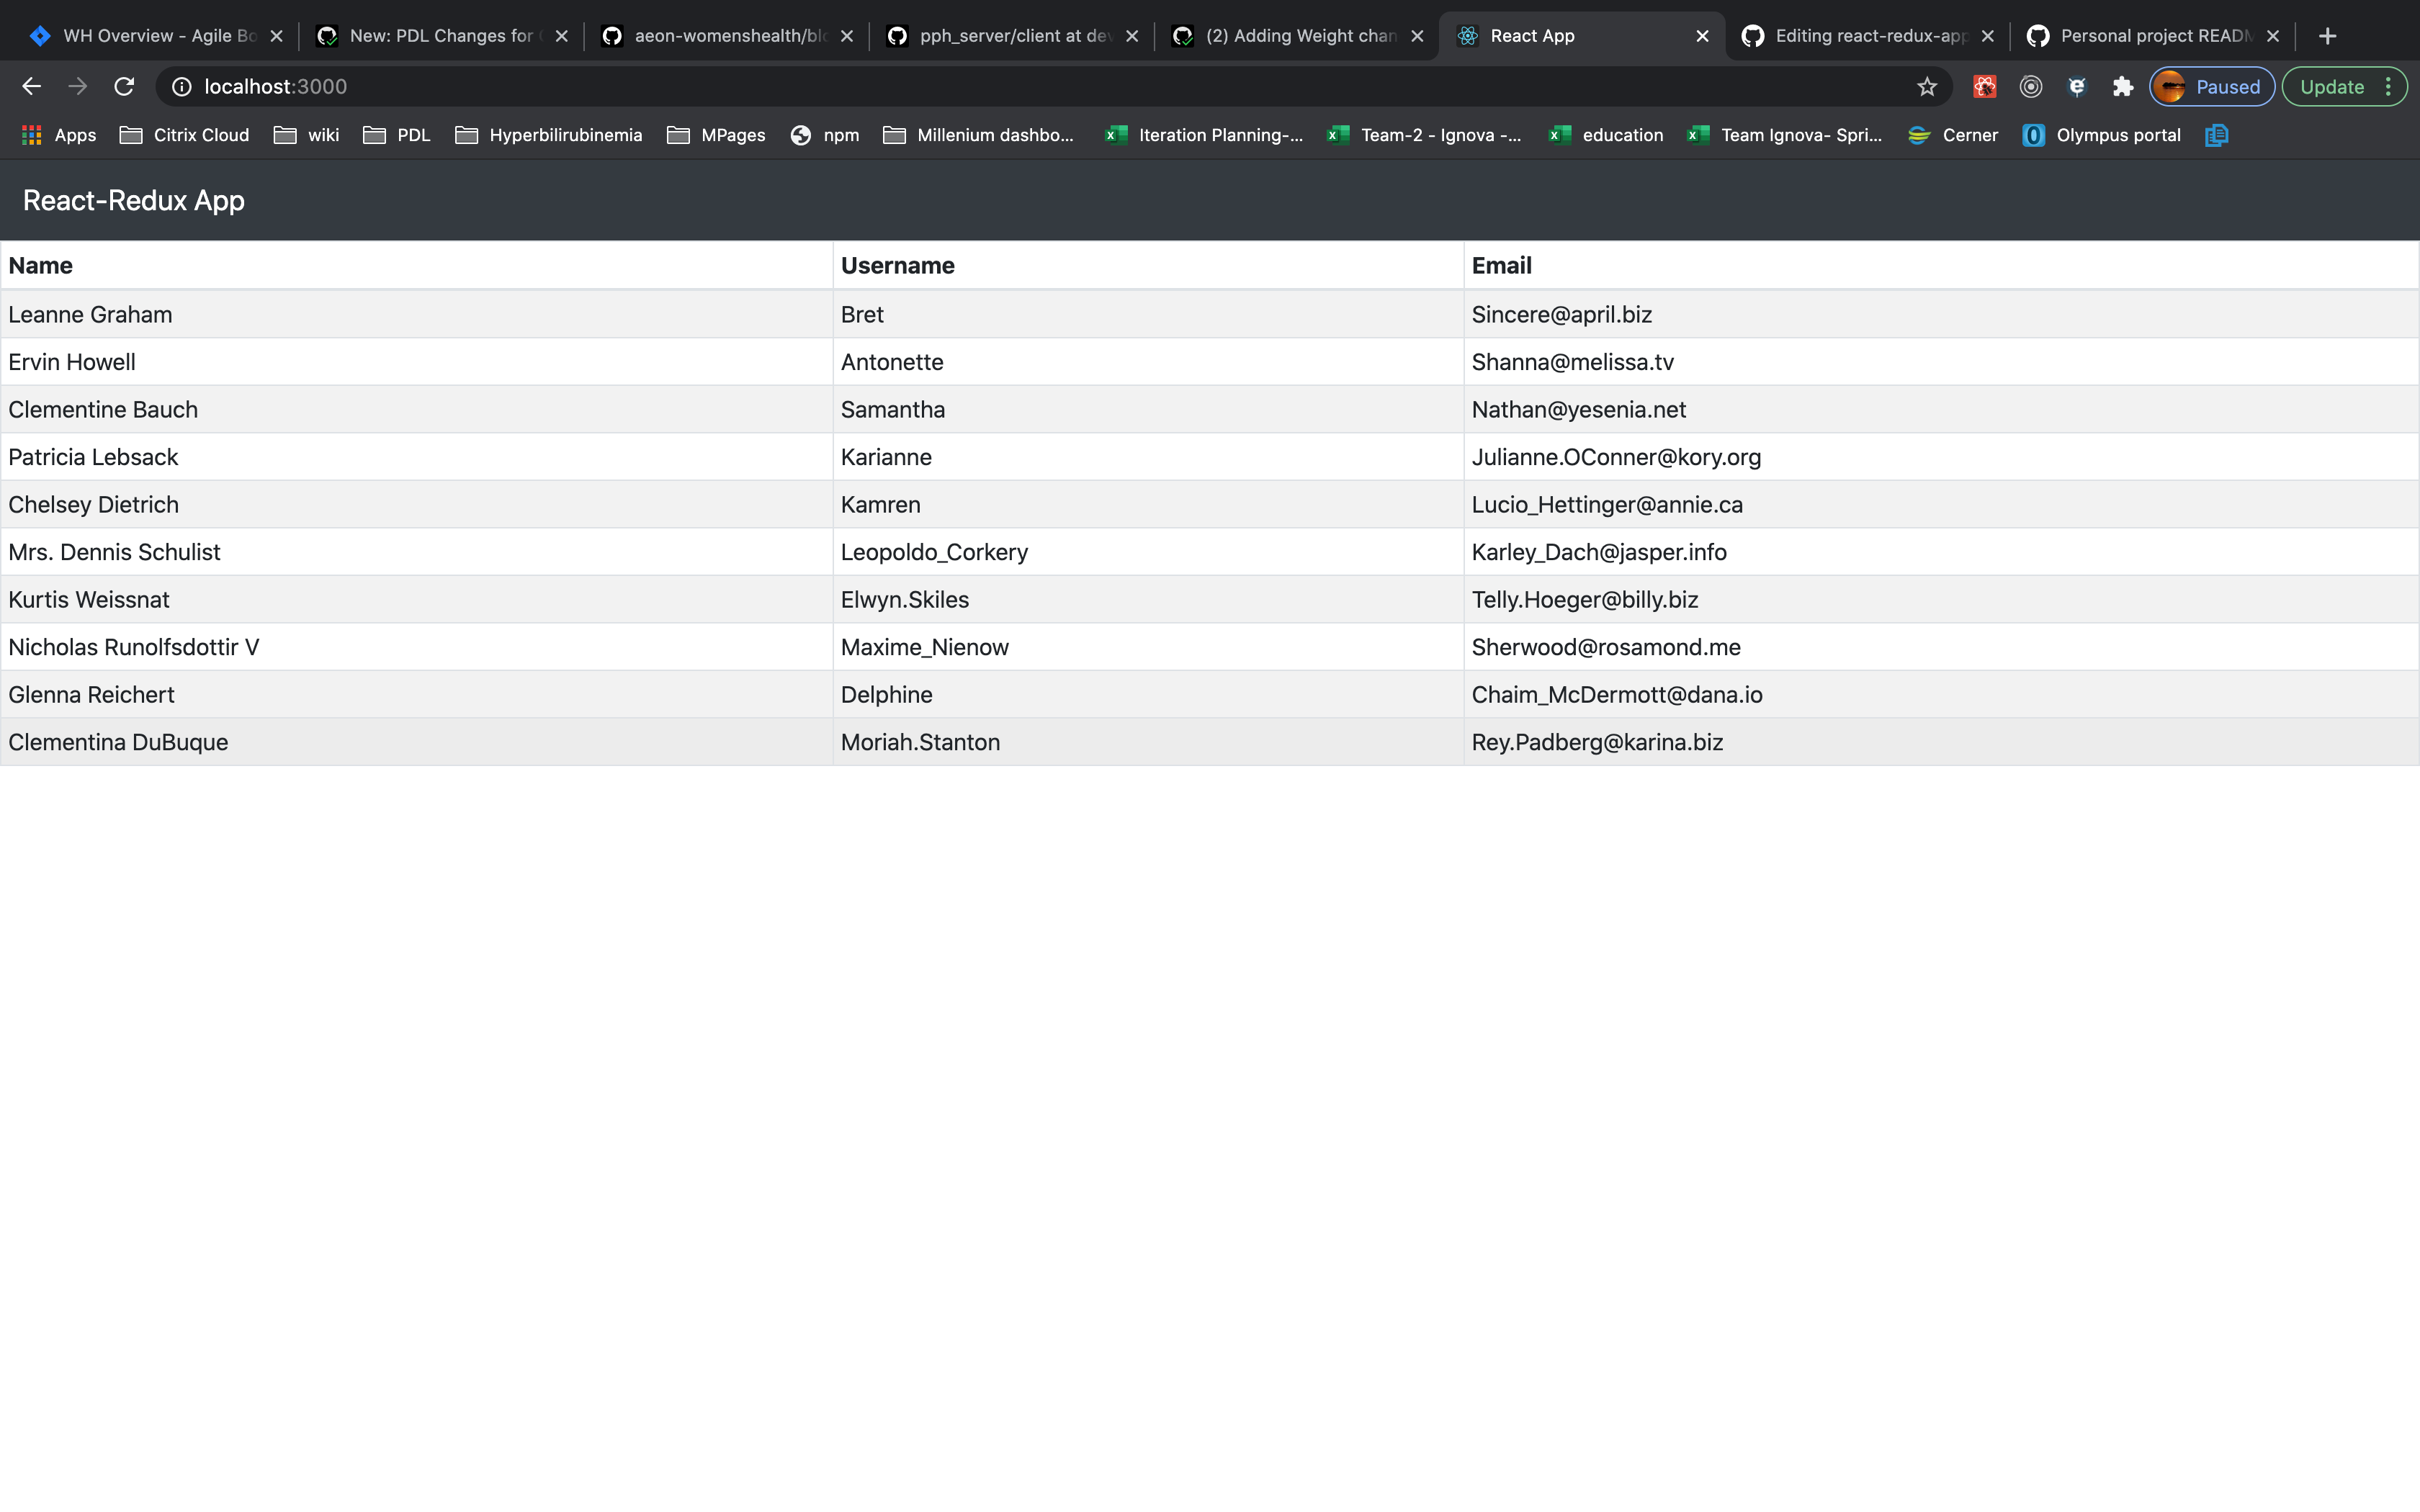 WH Overview - Agile Bo New: PDL Changes for aeon-womenshealth/blo pph_server/client at dev (2) Adding Weight chan React App Editing react-redux-app Personal project READM
localhost:3000 Paused Update
Apps Citrix Cloud wiki PDL Hyperbilirubinemia MPages npm Millenium dashbo... Iteration Planning-... Team-2 - Ignova -... education Team Ignova- Spri... Cerner Olympus portal
React-Redux App
Name Username Email
Leanne Graham Bret Sincere@april.biz
Ervin Howell Antonette Shanna@melissa.tv
Clementine Bauch Samantha Nathan@yesenia.net
Patricia Lebsack Karianne Julianne.OConner@kory.org
Chelsey Dietrich Kamren Lucio_Hettinger@annie.ca
Mrs. Dennis Schulist Leopoldo_Corkery Karley_Dach@jasper.info
Kurtis Weissnat Elwyn.Skiles Telly.Hoeger@billy.biz
Nicholas Runolfsdottir V Maxime_Nienow Sherwood@rosamond.me
Glenna Reichert Delphine Chaim_McDermott@dana.io
Clementina DuBuque Moriah.Stanton Rey.Padberg@karina.biz